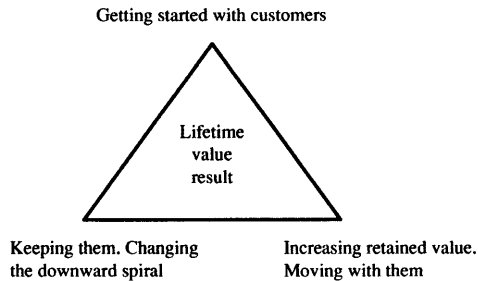 Getting started with customers
Lifetime
value
result
Keeping them. Changing
the downward spiral
Increasing retained value.
Moving with them